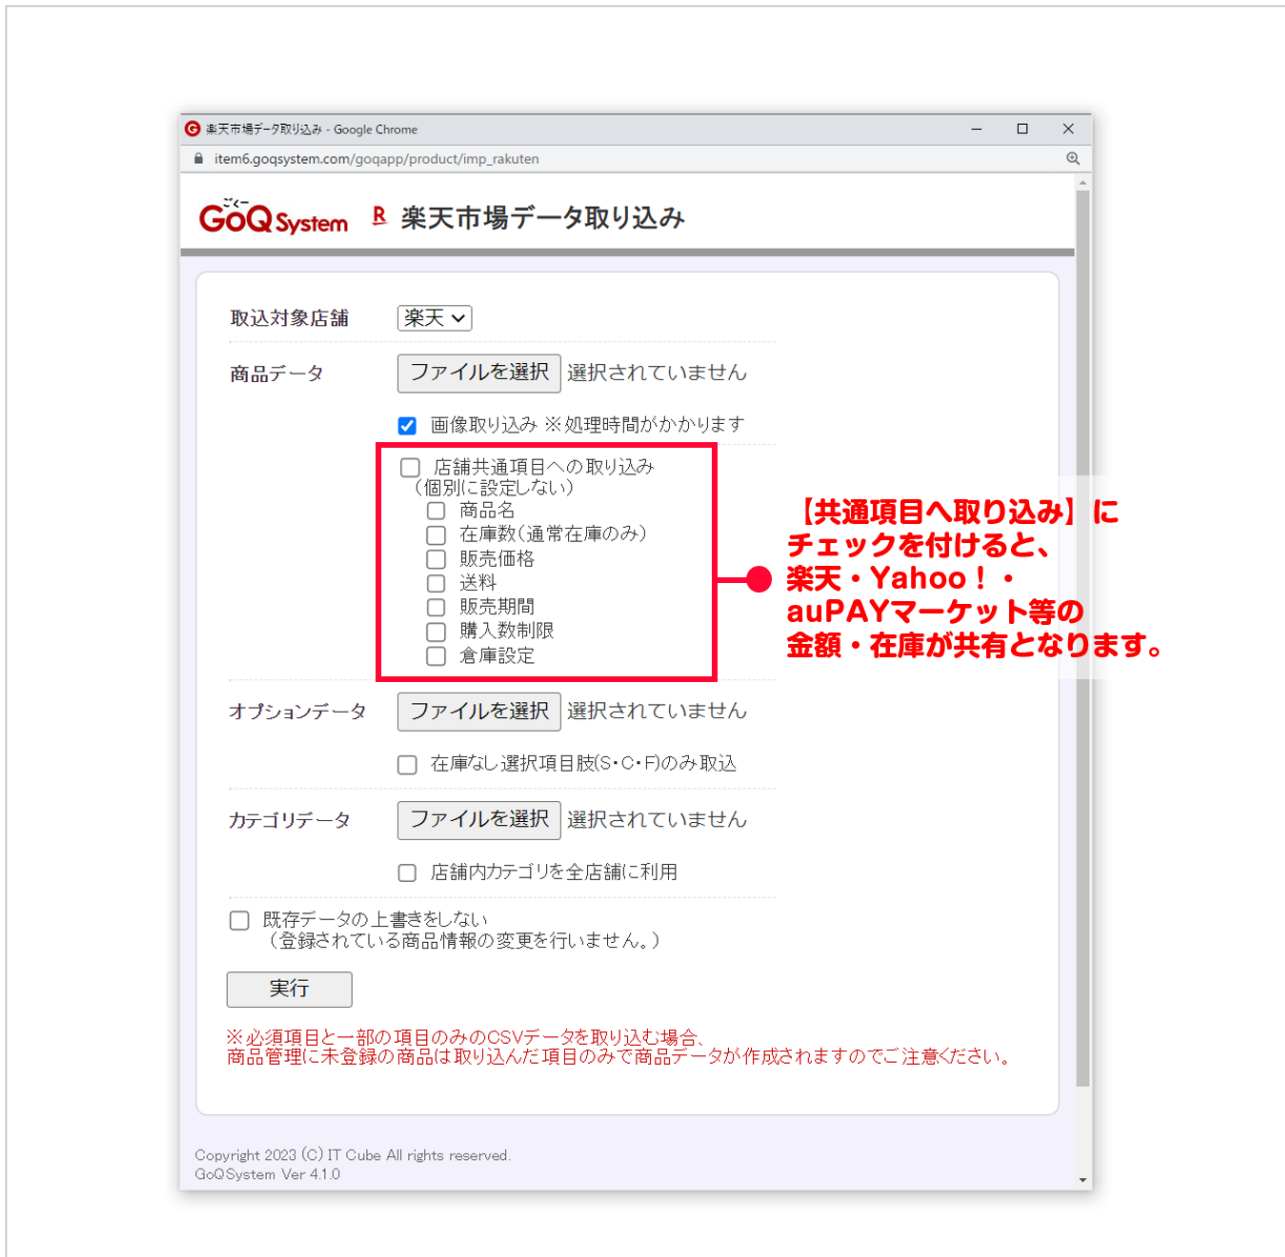 楽天市場データ取り込み - Google Chrome
item6.goqsystem.com/goqapp/product/imp_rakuten
ごくー
GoQSystem R 楽天市場データ取り込み
取込対象店舗 楽天
商品データ ファイルを選択 選択されていません
画像取り込み ※処理時間がかかります
店舗共通項目への取り込み
（個別に設定しない）
商品名
在庫数（通常在庫のみ）
販売価格
送料
販売期間
購入数制限
倉庫設定
【共通項目へ取り込み】に
チェックを付けると、
楽天・Yahoo！・
auPAYマーケット等の
金額・在庫が共有となります。
オプションデータ ファイルを選択 選択されていません
在庫なし選択項目肢(S・C・F)のみ取込
カテゴリデータ ファイルを選択 選択されていません
店舗内カテゴリを全店舗に利用
既存データの上書きをしない
（登録されている商品情報の変更を行いません。）
実行
※必須項目と一部の項目のみのCSVデータを取り込む場合、
商品管理に未登録の商品は取り込んだ項目のみで商品データが作成されますのでご注意ください。
Copyright 2023 (C) IT Cube All rights reserved.
GoQSystem Ver 4.1.0